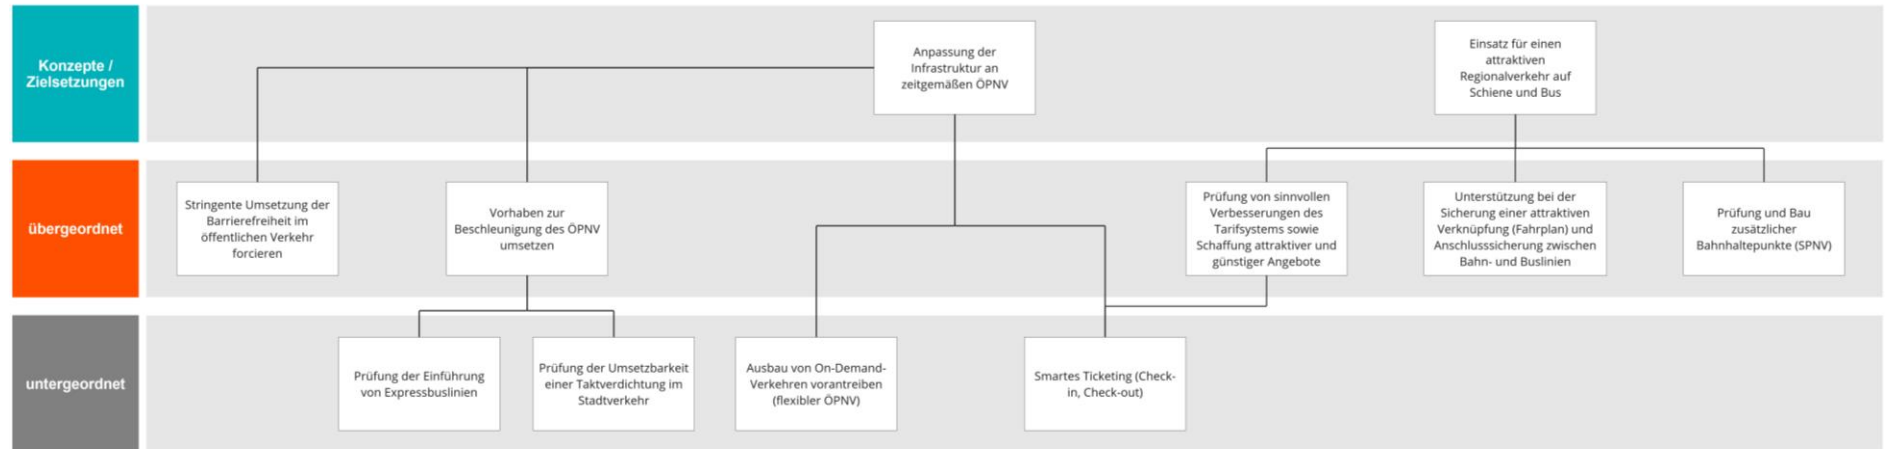 Konzepte /
Zielsetzungen
Anpassung der
Infrastruktur an
zeitgemäßen ÖPNV
Einsatz für einen
attraktiven
Regionalverkehr auf
Schiene und Bus
übergeordnet
Stringente Umsetzung der
Barrierefreiheit im
öffentlichen Verkehr
forcieren
Vorhaben zur
Beschleunigung des ÖPNV
umsetzen
Prüfung von sinnvollen
Verbesserungen des
Tarifsystems sowie
Schaffung attraktiver und
günstiger Angebote
Unterstützung bei der
Sicherung einer attraktiven
Verknüpfung (Fahrplan) und
Anschlusssicherung zwischen
Bahn- und Buslinien
Prüfung und Bau
zusätzlicher
Bahnhaltepunkte (SPNV)
untergeordnet
Prüfung der Einführung
von Expressbuslinien
Prüfung der Umsetzbarkeit
einer Taktverdichtung im
Stadtverkehr
Ausbau von On-Demand-
Verkehren vorantreiben
(flexibler ÖPNV)
Smartes Ticketing (Check-
in, Check-out)